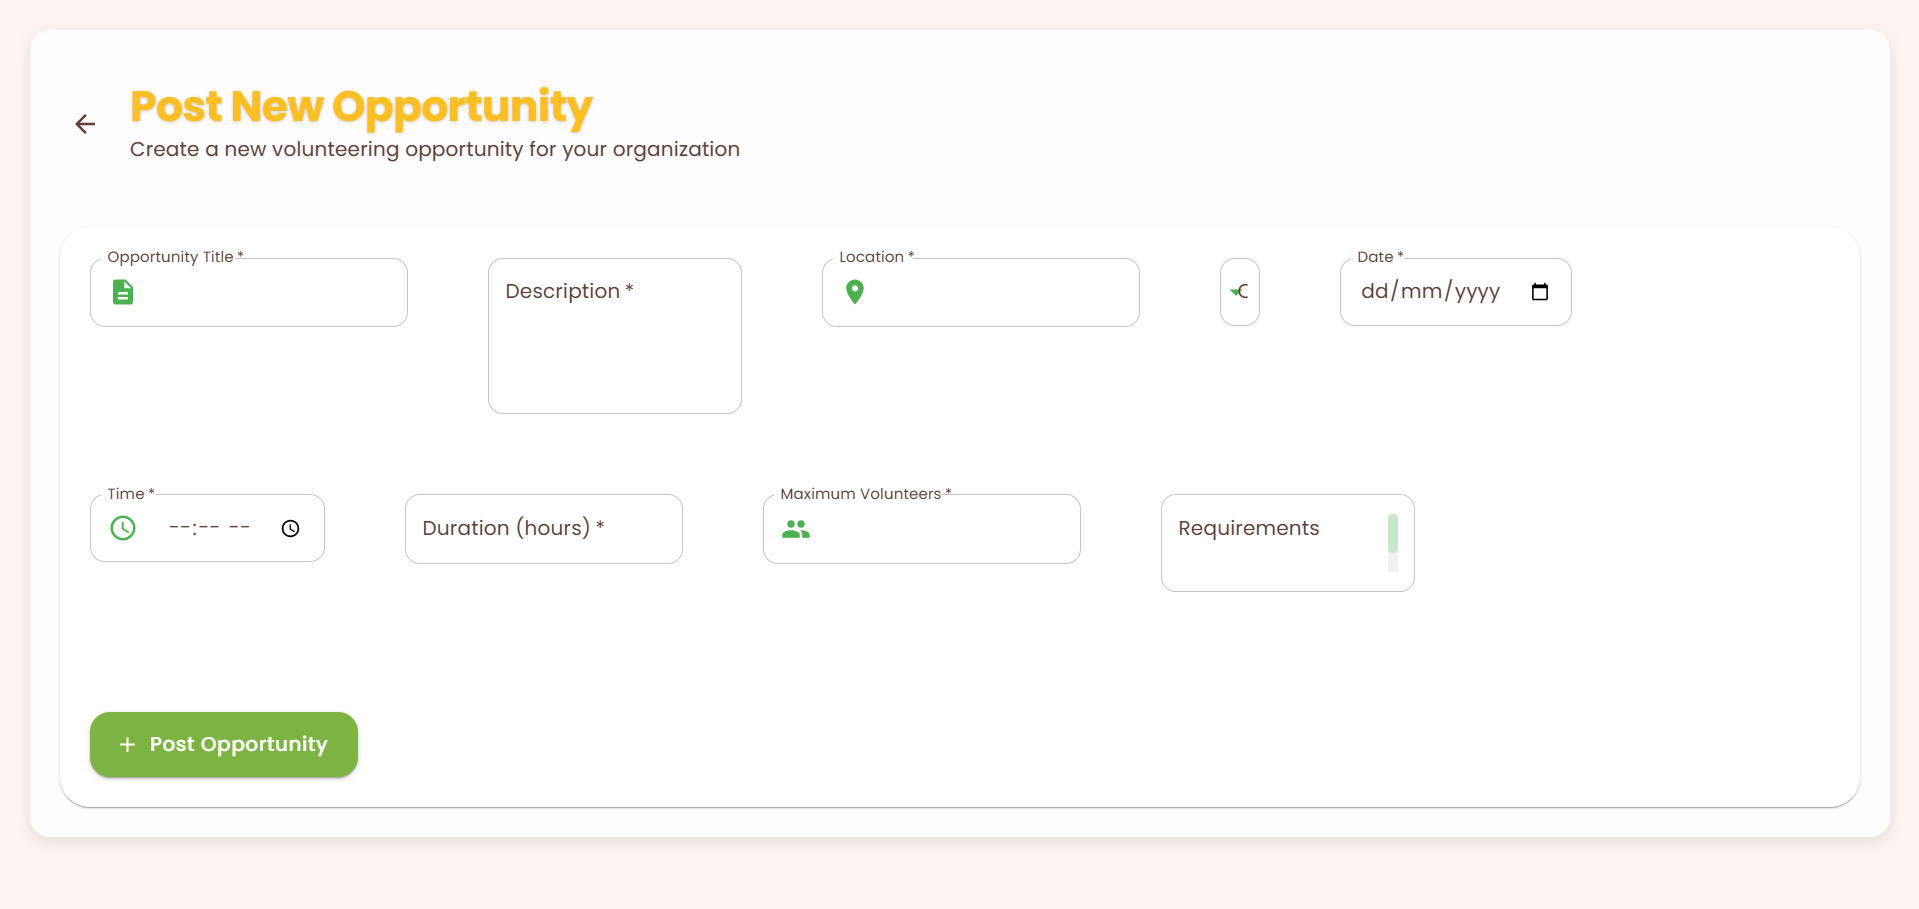 Post New Opportunity
Create a new volunteering opportunity for your organization
Opportunity Title *
Description *
Location *
C
Date *
dd/mm/yyyy
Time *
--:-- --
Duration (hours) *
Maximum Volunteers *
Requirements
+ Post Opportunity